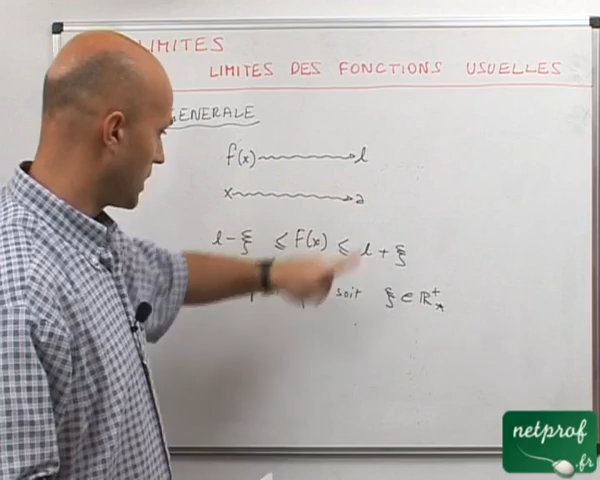 LIMITES
LIMITES DES FONCTIONS USUELLES
GENERALE
f(x) → l
x → a
l - ξ ⩽ F(x) ⩽ l + ξ
soit ξ ∈ ℝ⁺*
netprof
.fr